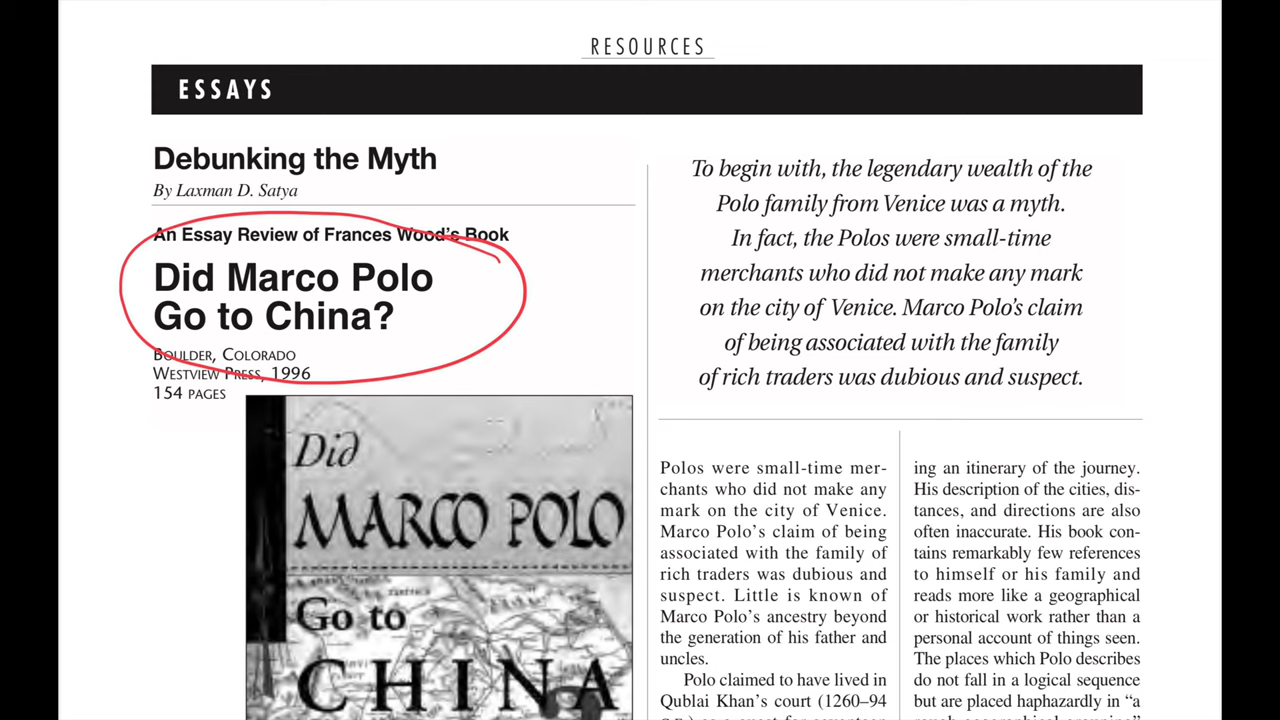 RESOURCES
ESSAYS
Debunking the Myth
By Laxman D. Satya
An Essay Review of Frances Wood's Book
Did Marco Polo
Go to China?
BOULDER, COLORADO
WESTVIEW PRESS, 1996
154 PAGES
Did
MARCO POLO
Go to
CHINA
To begin with, the legendary wealth of the
Polo family from Venice was a myth.
In fact, the Polos were small-time
merchants who did not make any mark
on the city of Venice. Marco Polo's claim
of being associated with the family
of rich traders was dubious and suspect.
Polos were small-time mer-
chants who did not make any
mark on the city of Venice.
Marco Polo's claim of being
associated with the family of
rich traders was dubious and
suspect. Little is known of
Marco Polo's ancestry beyond
the generation of his father and
uncles.
Polo claimed to have lived in
Qublai Khan's court (1260–94
ing an itinerary of the journey.
His description of the cities, dis-
tances, and directions are also
often inaccurate. His book con-
tains remarkably few references
to himself or his family and
reads more like a geographical
or historical work rather than a
personal account of things seen.
The places which Polo describes
do not fall in a logical sequence
but are placed haphazardly in “a